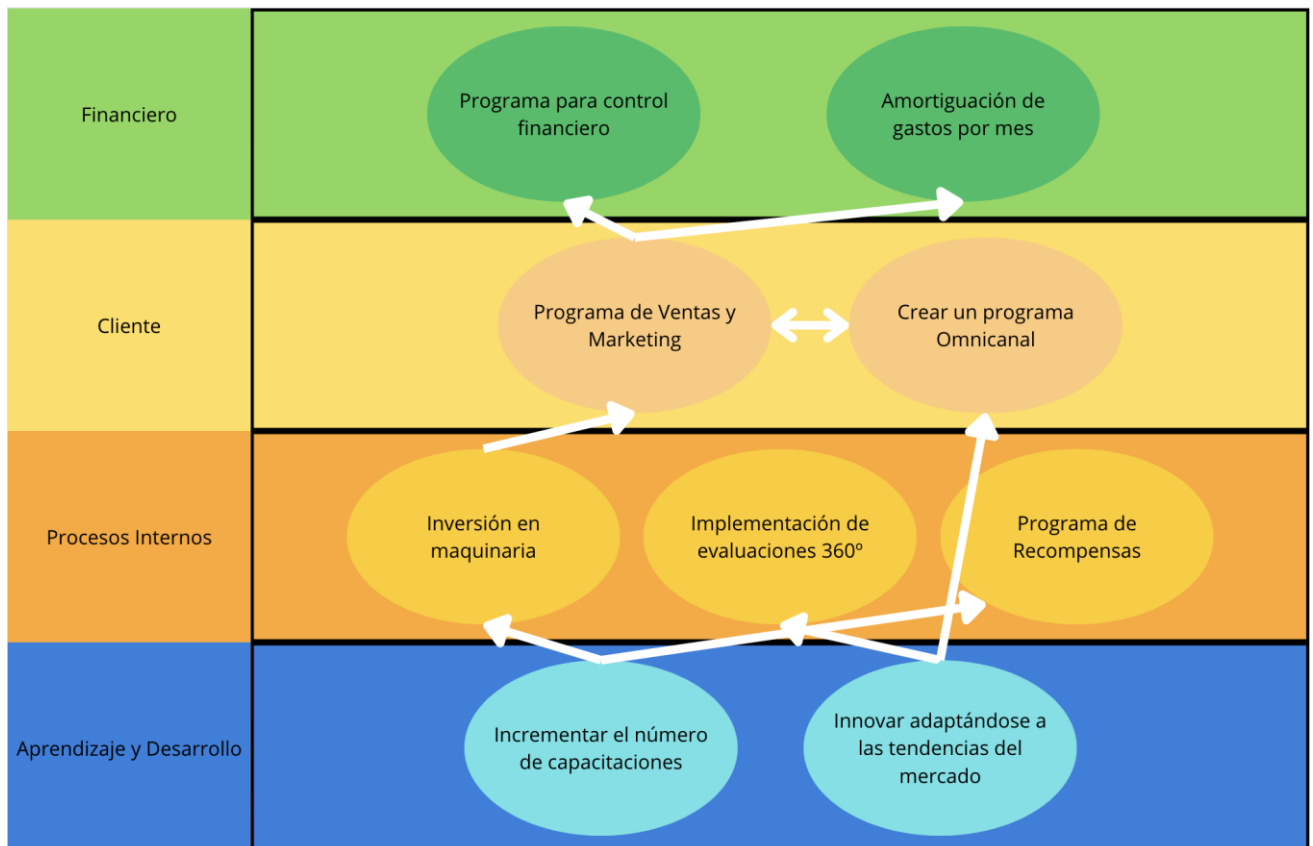 Financiero
Programa para control
financiero
Amortiguación de
gastos por mes
Cliente
Programa de Ventas y
Marketing
Crear un programa
Omnicanal
Procesos Internos
Inversión en
maquinaria
Implementación de
evaluaciones 360º
Programa de
Recompensas
Aprendizaje y Desarrollo
Incrementar el número
de capacitaciones
Innovar adaptándose a
las tendencias del
mercado